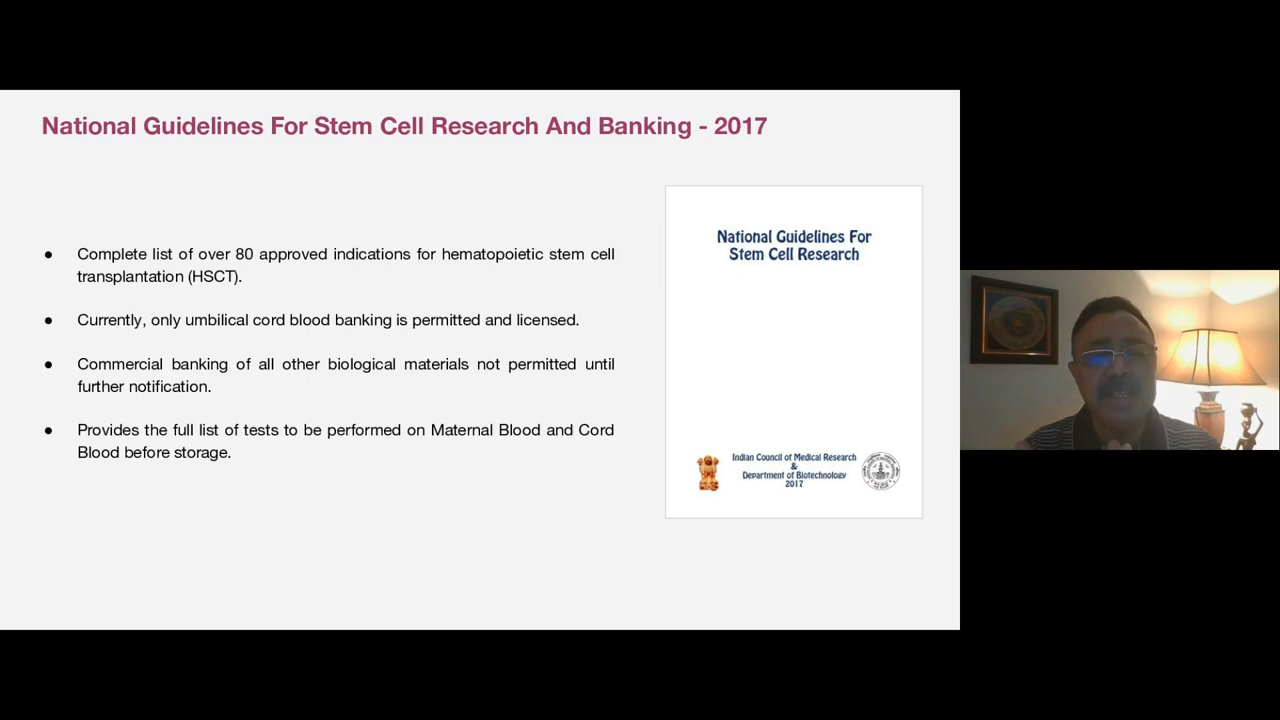 National Guidelines For Stem Cell Research And Banking - 2017
● Complete list of over 80 approved indications for hematopoietic stem cell
transplantation (HSCT).
● Currently, only umbilical cord blood banking is permitted and licensed.
● Commercial banking of all other biological materials not permitted until
further notification.
● Provides the full list of tests to be performed on Maternal Blood and Cord
Blood before storage.
National Guidelines For
Stem Cell Research
Indian Council of Medical Research
&
Department of Biotechnology
2017